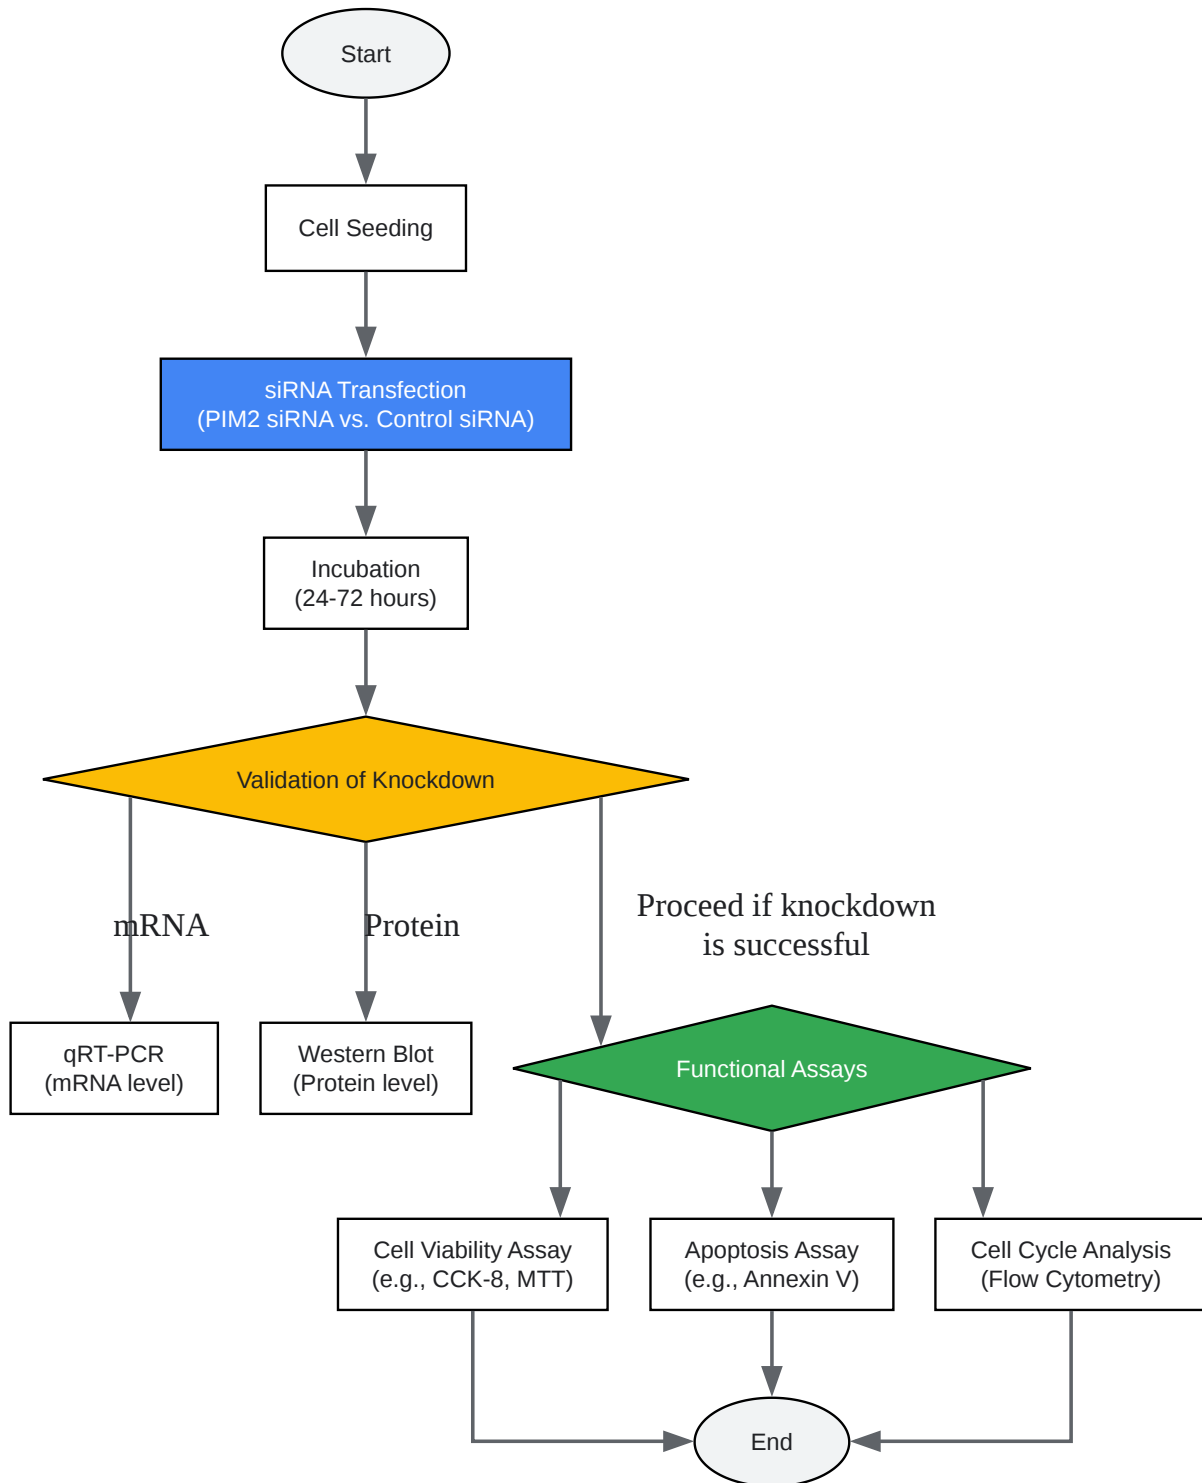 Start
Cell Seeding
siRNA Transfection
(PIM2 siRNA vs. Control siRNA)
Incubation
(24-72 hours)
Validation of Knockdown
mRNA
Protein
Proceed if knockdown
is successful
qRT-PCR
(mRNA level)
Western Blot
(Protein level)
Functional Assays
Cell Viability Assay
(e.g., CCK-8, MTT)
Apoptosis Assay
(e.g., Annexin V)
Cell Cycle Analysis
(Flow Cytometry)
End